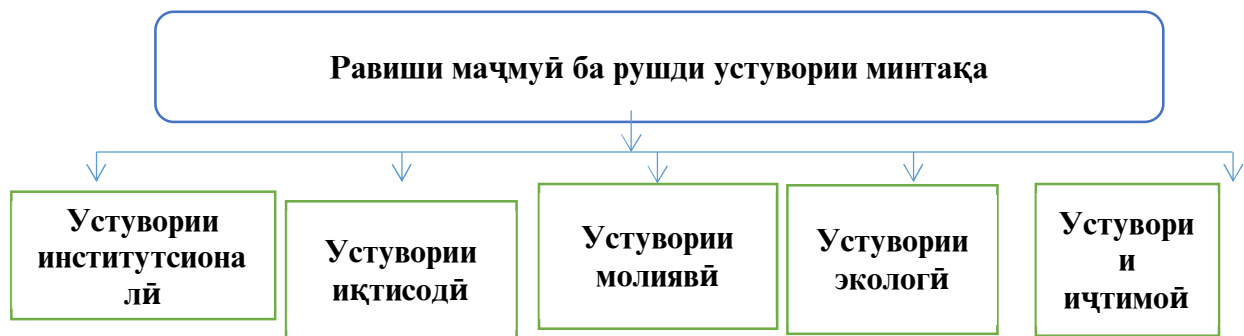 Равиши маҷмуӣ ба рушди устувории минтақа
Устувории
институтсиона
лӣ
Устувории
иқтисодӣ
Устувории
молиявӣ
Устувории
экологӣ
Устувори
и
иҷтимоӣ